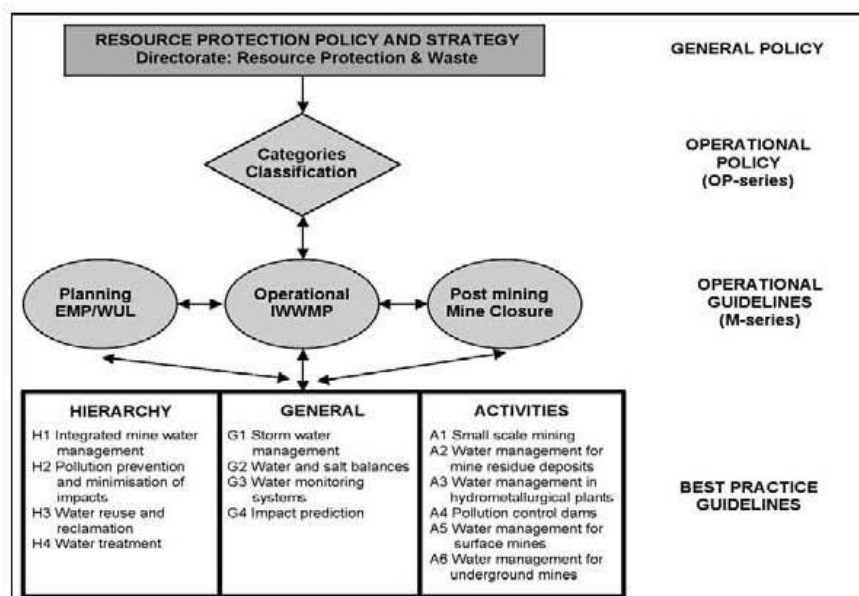 RESOURCE PROTECTION POLICY AND STRATEGY
Directorate: Resource Protection & Waste
GENERAL POLICY
Categories
Classification
OPERATIONAL
POLICY
(OP-series)
Planning
EMP/WUL
Operational
IWWMP
Post mining
Mine Closure
OPERATIONAL
GUIDELINES
(M-series)
HIERARCHY
H1 Integrated mine water
management
H2 Pollution prevention
and minimisation of
impacts
H3 Water reuse and
reclamation
H4 Water treatment
GENERAL
G1 Storm water
management
G2 Water and salt balances
G3 Water monitoring
systems
G4 Impact prediction
ACTIVITIES
A1 Small scale mining
A2 Water management for
mine residue deposits
A3 Water management in
hydrometallurgical plants
A4 Pollution control dams
A5 Water management for
surface mines
A6 Water management for
underground mines
BEST PRACTICE
GUIDELINES